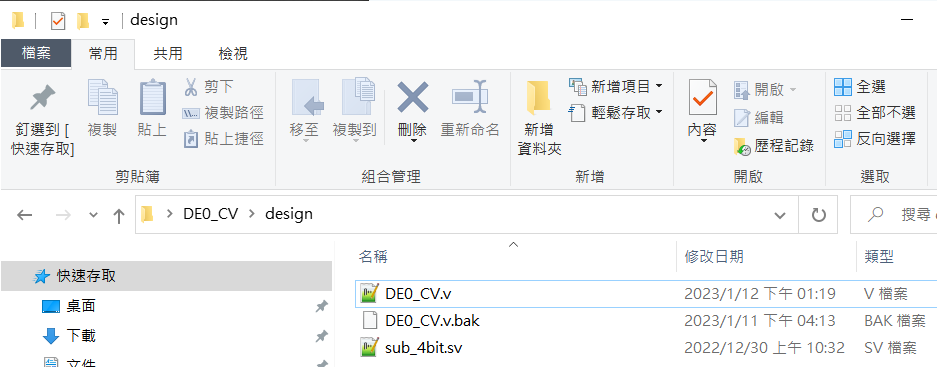 design
檔案 常用 共用 檢視
釘選到 [
快速存取]
複製
貼上
剪下
複製路徑
貼上捷徑
剪貼簿
移至
複製到
刪除
重新命名
組合管理
新增
資料夾
新增項目
輕鬆存取
新增
內容
開啟
編輯
歷程記錄
開啟
全選
全部不選
反向選擇
選取
DE0_CV design
搜尋
名稱 修改日期 類型
快速存取
桌面
下載
文件
DE0_CV.v 2023/1/12 下午 01:19 V 檔案
DE0_CV.v.bak 2023/1/11 下午 04:13 BAK 檔案
sub_4bit.sv 2022/12/30 上午 10:32 SV 檔案